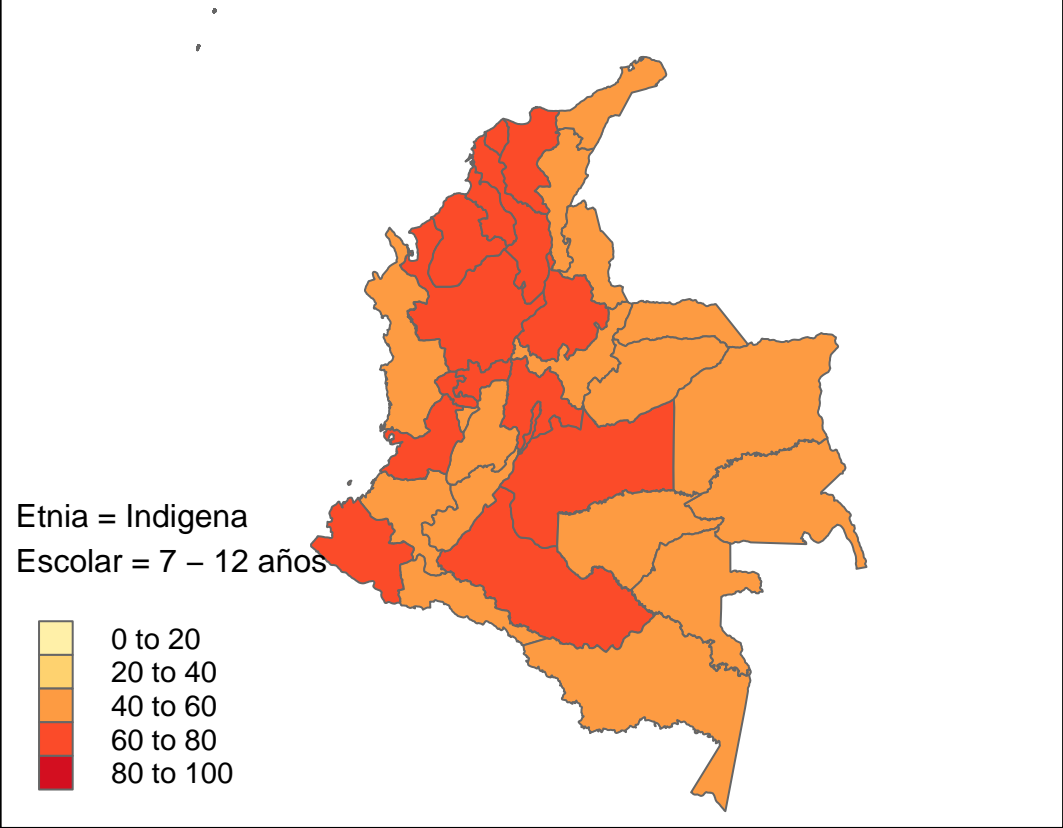 Etnia = Indigena
Escolar = 7 − 12 años
0 to 20
20 to 40
40 to 60
60 to 80
80 to 100